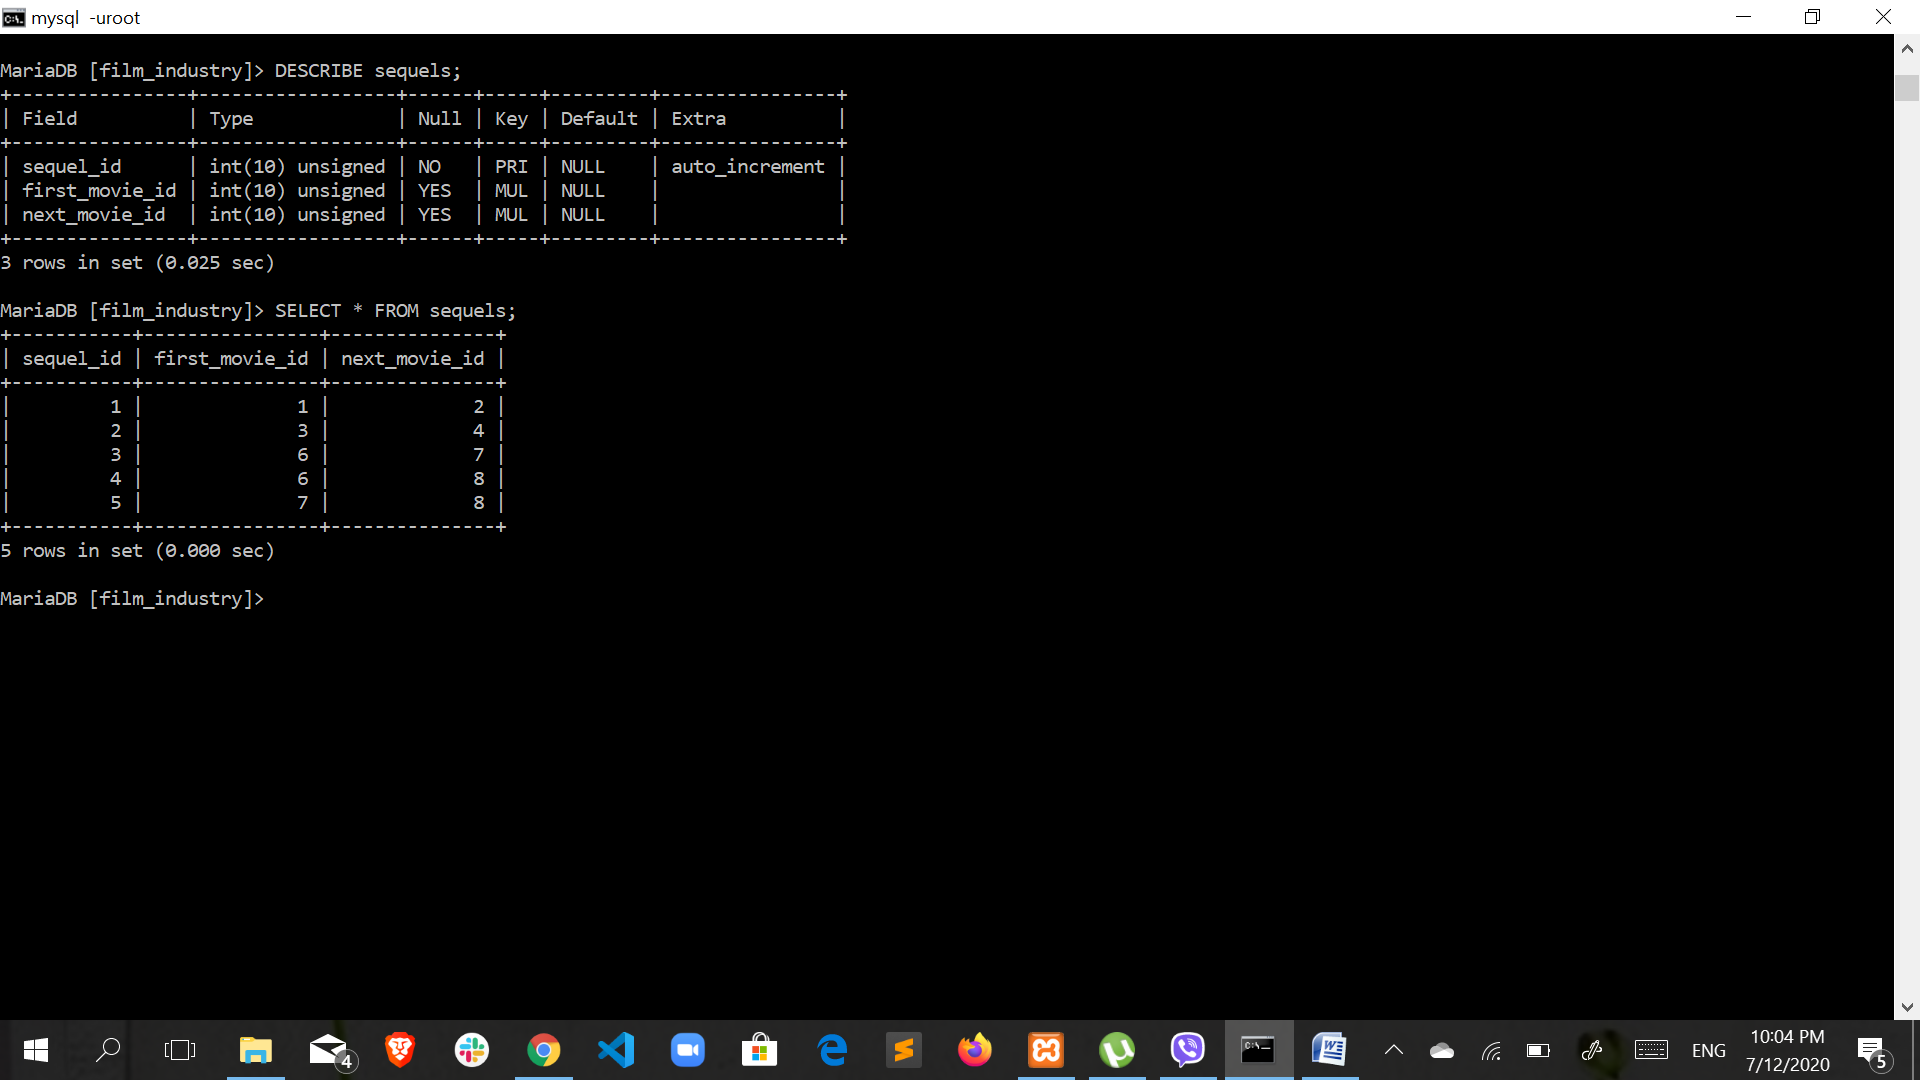 mysql -uroot
MariaDB [film_industry]> DESCRIBE sequels;
+----------------+------------------+------+-----+---------+----------------+
| Field          | Type             | Null | Key | Default | Extra          |
+----------------+------------------+------+-----+---------+----------------+
| sequel_id      | int(10) unsigned | NO   | PRI | NULL    | auto_increment |
| first_movie_id | int(10) unsigned | YES  | MUL | NULL    |                |
| next_movie_id  | int(10) unsigned | YES  | MUL | NULL    |                |
+----------------+------------------+------+-----+---------+----------------+
3 rows in set (0.025 sec)
MariaDB [film_industry]> SELECT * FROM sequels;
+-----------+----------------+---------------+
| sequel_id | first_movie_id | next_movie_id |
+-----------+----------------+---------------+
|         1 |              1 |             2 |
|         2 |              3 |             4 |
|         3 |              6 |             7 |
|         4 |              6 |             8 |
|         5 |              7 |             8 |
+-----------+----------------+---------------+
5 rows in set (0.000 sec)
MariaDB [film_industry]>
4
ENG
10:04 PM
7/12/2020
5